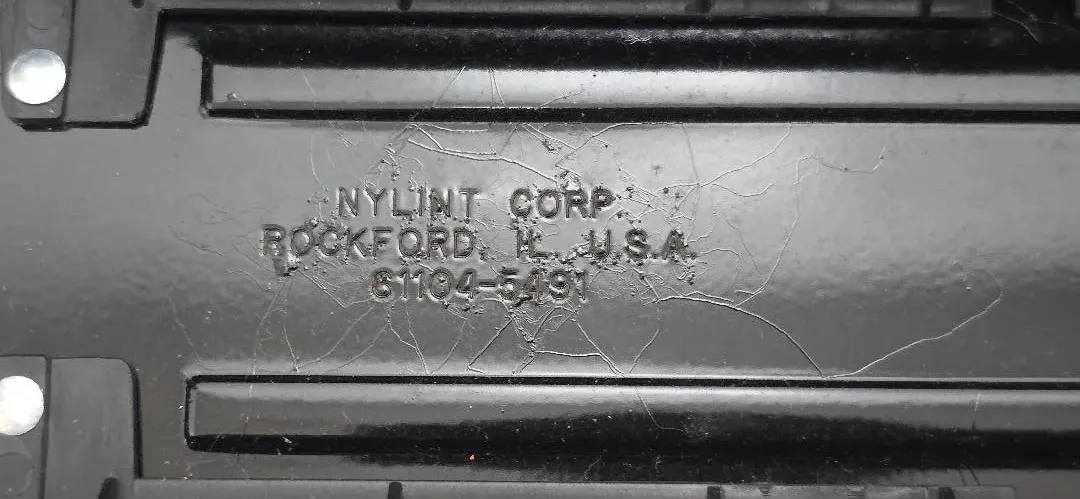 NYLINT CORP.
ROCKFORD, IL. U.S.A.
61104-5491